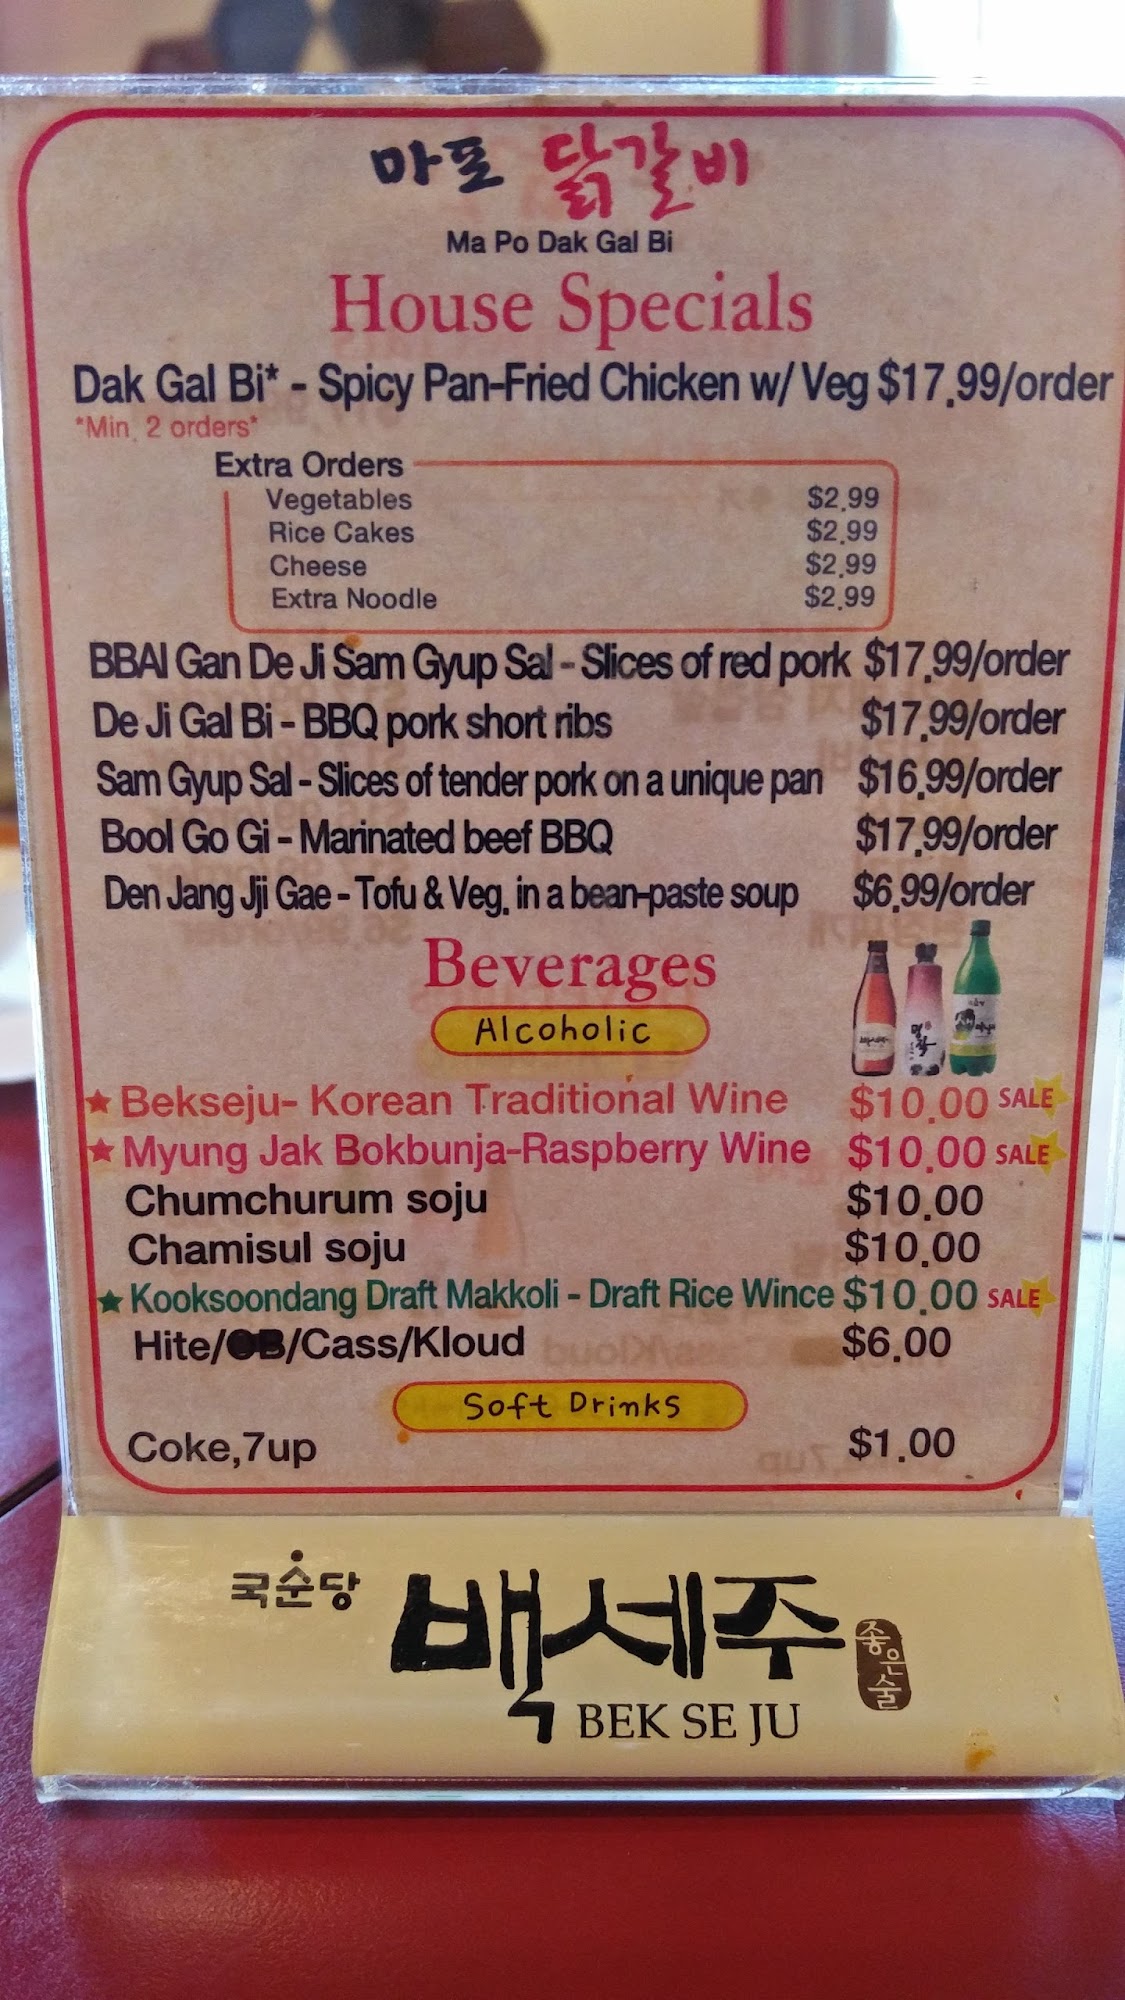 마포 닭갈비
Ma Po Dak Gal Bi
House Specials
Dak Gal Bi* - Spicy Pan-Fried Chicken w/ Veg $17.99/order
*Min. 2 orders*
Extra Orders
Vegetables $2.99
Rice Cakes $2.99
Cheese $2.99
Extra Noodle $2.99
BBAl Gan De Ji Sam Gyup Sal - Slices of red pork $17.99/order
De Ji Gal Bi - BBQ pork short ribs $17.99/order
Sam Gyup Sal - Slices of tender pork on a unique pan $16.99/order
Bool Go Gi - Marinated beef BBQ $17.99/order
Den Jang Jji Gae - Tofu & Veg. in a bean-paste soup $6.99/order
Beverages
Alcoholic
Bekseju- Korean Traditional Wine $10.00 SALE
Myung Jak Bokbunja-Raspberry Wine $10.00 SALE
Chumchurum soju $10.00
Chamisul soju $10.00
Kooksoondang Draft Makkoli - Draft Rice Wince $10.00 SALE
Hite/OB/Cass/Kloud $6.00
Soft Drinks
Coke,7up $1.00
국순당 백세주 좋은술
BEK SE JU